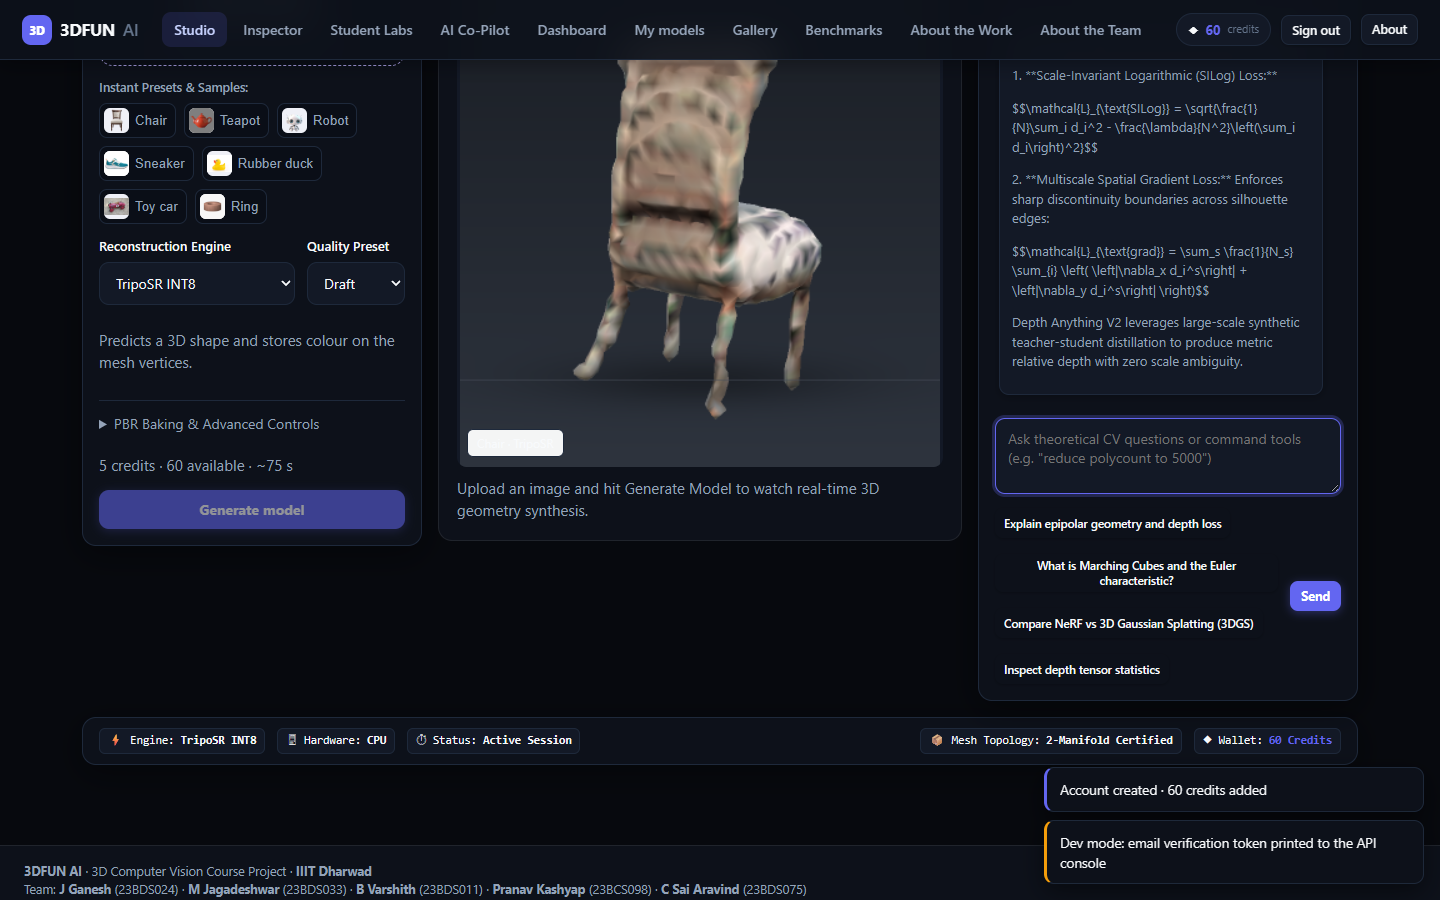 3D 3DFUN AI Studio Inspector Student Labs AI Co-Pilot Dashboard My models Gallery Benchmarks About the Work About the Team 60 credits Sign out About
Instant Presets & Samples:
Chair Teapot Robot
Sneaker Rubber duck
Toy car Ring
Reconstruction Engine Quality Preset
TripoSR INT8 Draft
Predicts a 3D shape and stores colour on the
mesh vertices.
PBR Baking & Advanced Controls
5 credits · 60 available · ~75 s
Generate model
Upload an image and hit Generate Model to watch real-time 3D
geometry synthesis.
1. **Scale-Invariant Logarithmic (SILog) Loss:**
$$\mathcal{L}_{\text{SILog}} = \sqrt{\frac{1}
{N}\sum_i d_i^2 - \frac{\lambda}{N^2}\left(\sum_i
d_i\right)^2}$$
2. **Multiscale Spatial Gradient Loss:** Enforces
sharp discontinuity boundaries across silhouette
edges:
$$\mathcal{L}_{\text{grad}} = \sum_s \frac{1}{N_s}
\sum_{i} \left( \left|\nabla_x d_i^s\right| +
\left|\nabla_y d_i^s\right| \right)$$
Depth Anything V2 leverages large-scale synthetic
teacher-student distillation to produce metric
relative depth with zero scale ambiguity.
Ask theoretical CV questions or command tools
(e.g. "reduce polycount to 5000")
Explain epipolar geometry and depth loss
What is Marching Cubes and the Euler
characteristic?
Send
Compare NeRF vs 3D Gaussian Splatting (3DGS)
Inspect depth tensor statistics
Engine: TripoSR INT8 Hardware: CPU Status: Active Session Mesh Topology: 2-Manifold Certified Wallet: 60 Credits
Account created · 60 credits added
Dev mode: email verification token printed to the API
console
3DFUN AI · 3D Computer Vision Course Project · IIIT Dharwad
Team: J Ganesh (23BDS024) · M Jagadeshwar (23BDS033) · B Varshith (23BDS011) · Pranav Kashyap (23BCS098) · C Sai Aravind (23BDS075)